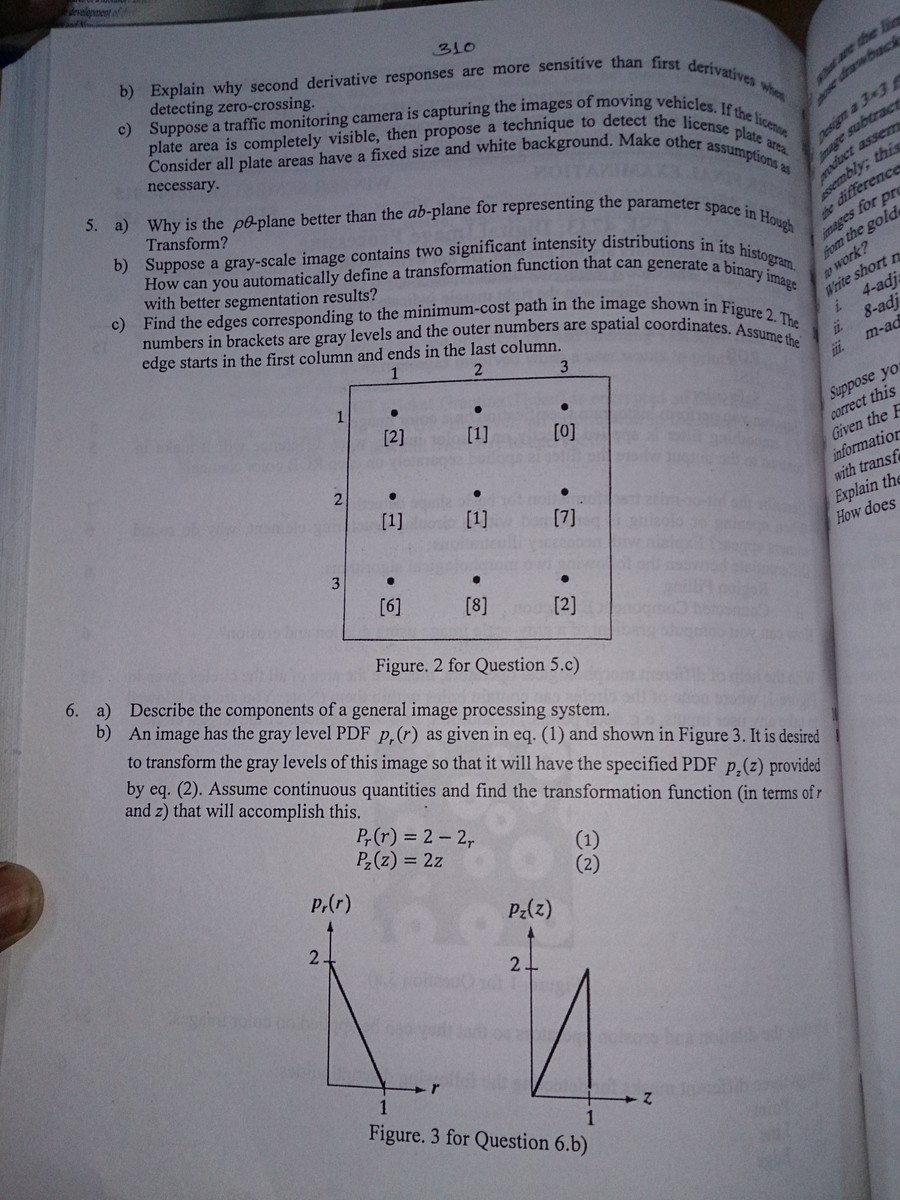 development of
310
b) Explain why second derivative responses are more sensitive than first derivatives when
detecting zero-crossing.
c) Suppose a traffic monitoring camera is capturing the images of moving vehicles. If the license
plate area is completely visible, then propose a technique to detect the license plate area.
Consider all plate areas have a fixed size and white background. Make other assumptions as
necessary.
5. a) Why is the ρθ-plane better than the ab-plane for representing the parameter space in Hough
Transform?
b) Suppose a gray-scale image contains two significant intensity distributions in its histogram.
How can you automatically define a transformation function that can generate a binary image
with better segmentation results?
c) Find the edges corresponding to the minimum-cost path in the image shown in Figure 2. The
numbers in brackets are gray levels and the outer numbers are spatial coordinates. Assume the
edge starts in the first column and ends in the last column.
1 2 3
1
[2] [1] [0]
2
[1] [1] [7]
3
[6] [8] [2]
Figure. 2 for Question 5.c)
6. a) Describe the components of a general image processing system.
b) An image has the gray level PDF p_r(r) as given in eq. (1) and shown in Figure 3. It is desired
to transform the gray levels of this image so that it will have the specified PDF p_z(z) provided
by eq. (2). Assume continuous quantities and find the transformation function (in terms of r
and z) that will accomplish this.
P_r(r) = 2 − 2_r (1)
P_z(z) = 2z (2)
p_r(r) p_z(z)
2 2
r z
1 1
Figure. 3 for Question 6.b)
what are the
Design a 3×3
image subtract
product assem
assembly; this
the difference
images for pr
from the gold
to work?
Write short
i. 4-adj
ii. 8-adj
iii. m-ad
Suppose yo
correct this
Given the
information
with transf
Explain the
How does